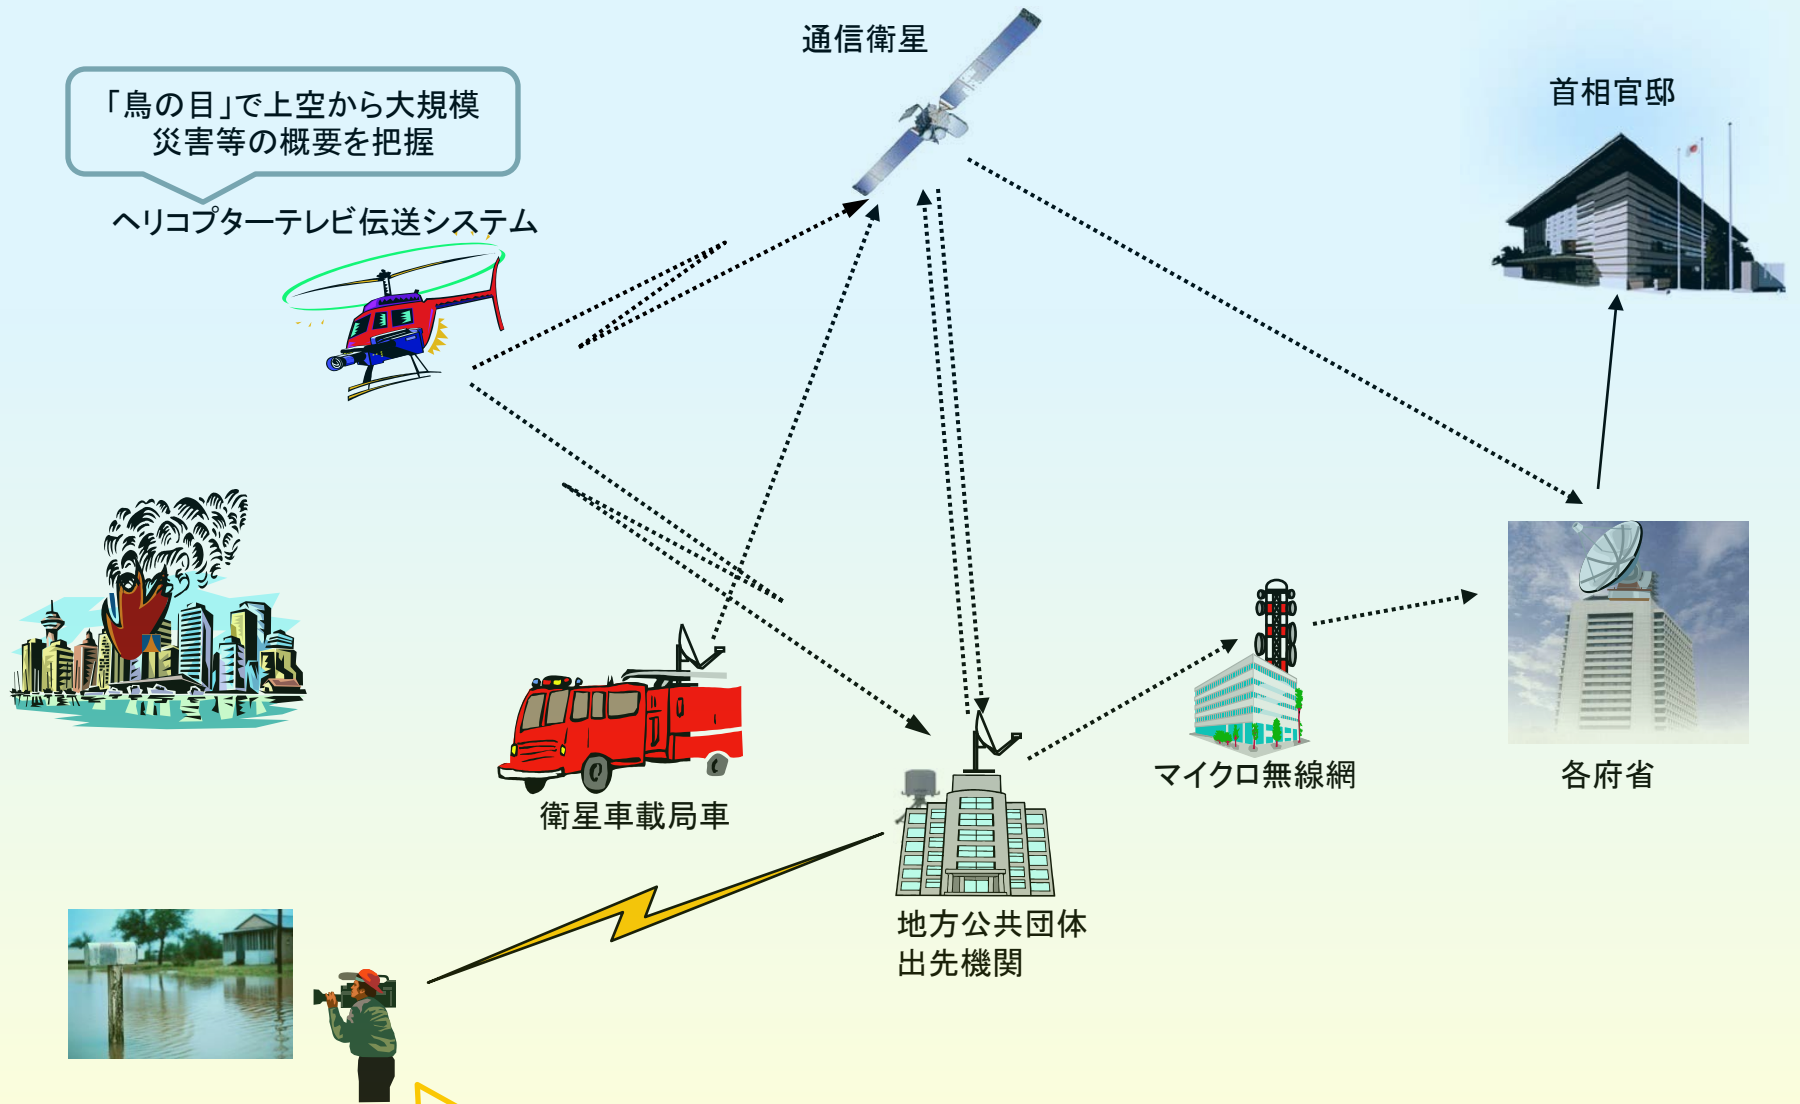 通信衛星
首相官邸
「鳥の目」で上空から大規模
災害等の概要を把握
ヘリコプターテレビ伝送システム
マイクロ無線網
各府省
衛星車載局車
地方公共団体
出先機関